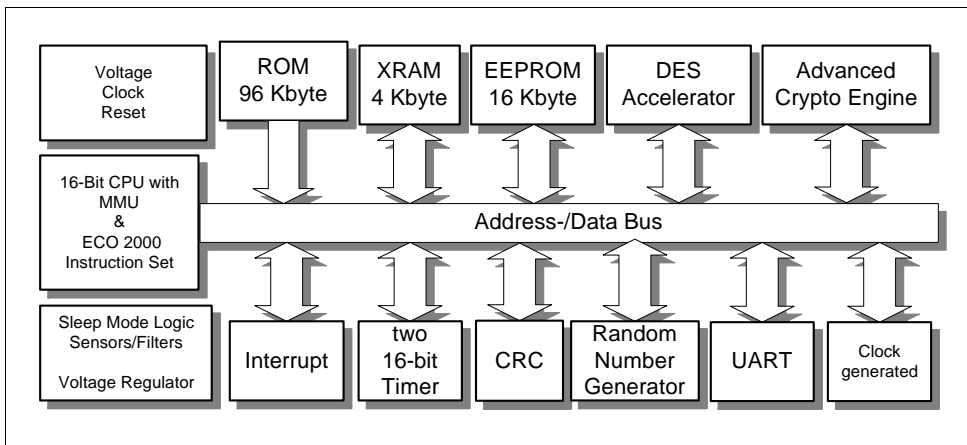 Voltage
Clock
Reset
ROM
96 Kbyte
XRAM
4 Kbyte
EEPROM
16 Kbyte
DES
Accelerator
Advanced
Crypto Engine
16-Bit CPU with
MMU
&
ECO 2000
Instruction Set
Address-/Data Bus
Sleep Mode Logic
Sensors/Filters
Voltage Regulator
Interrupt
two
16-bit
Timer
CRC
Random
Number
Generator
UART
Clock
generated